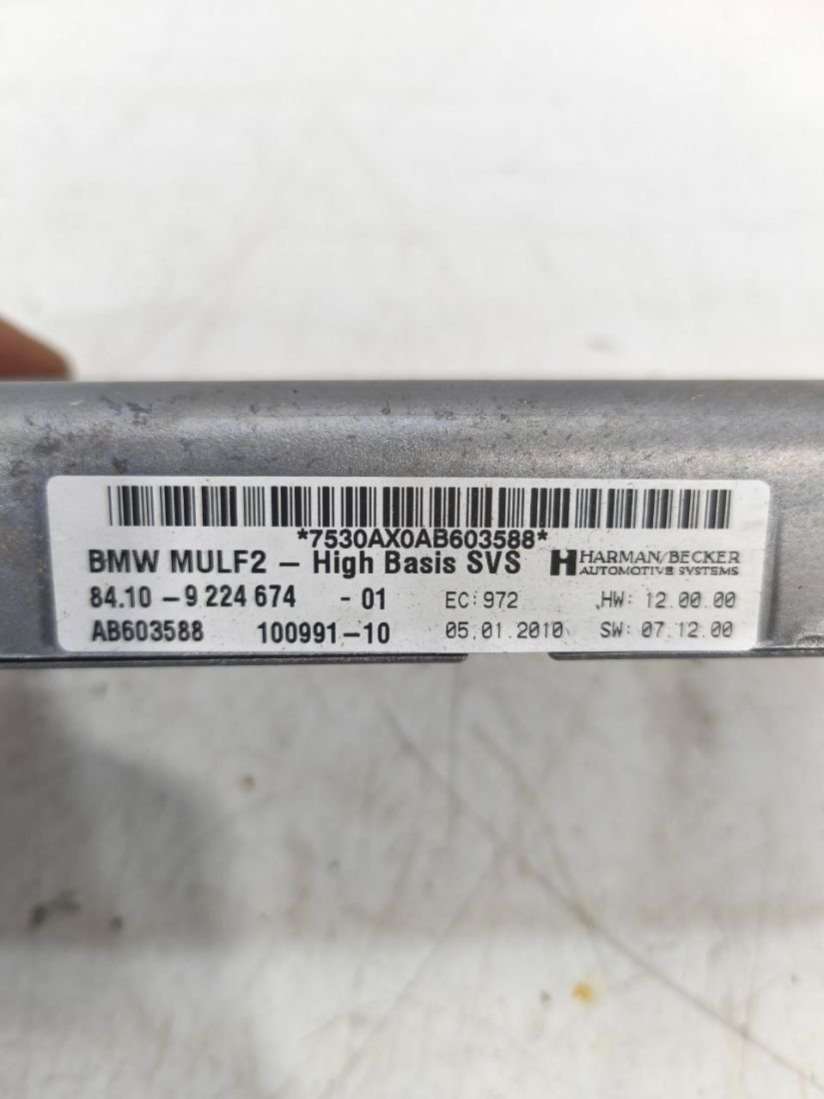 *7530AX0AB603588*
BMW MULF2 – High Basis SVS HARMAN/BECKER
AUTOMOTIVE SYSTEMS
84.10 – 9 224 674 - 01 EC: 972 HW: 12.00.00
AB603588 100991–10 05.01.2010 SW: 07.12.00